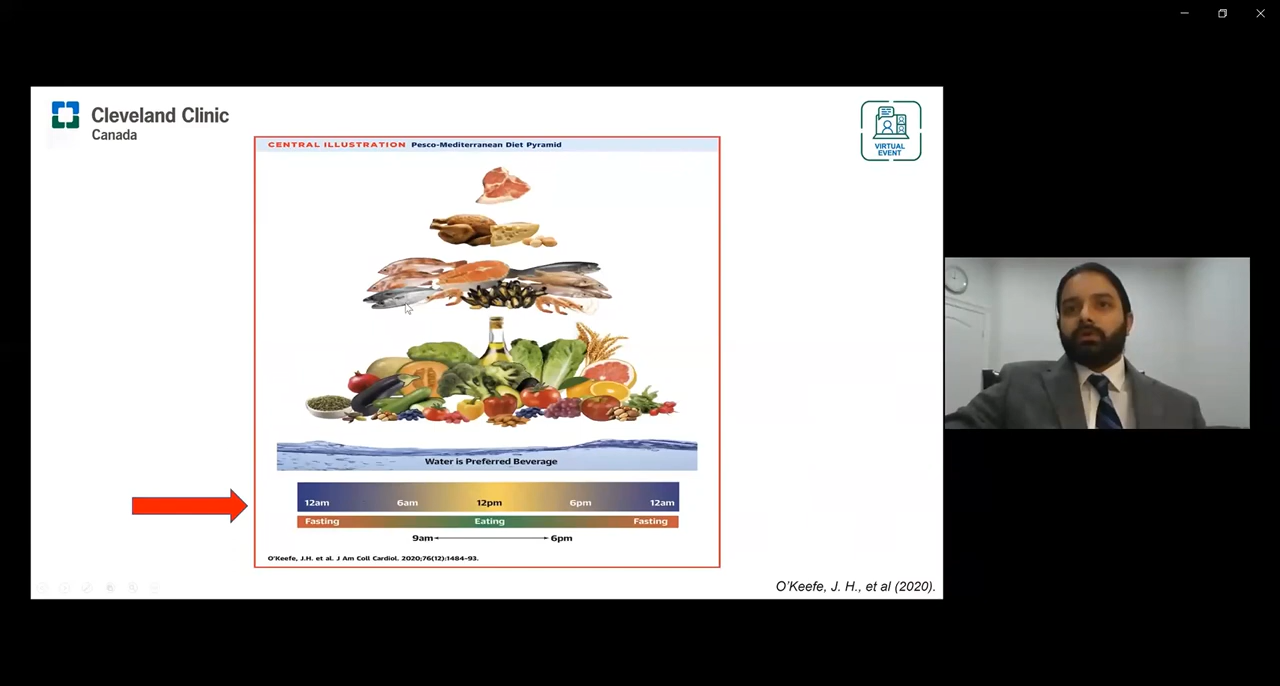 Cleveland Clinic
Canada
VIRTUAL
EVENT
CENTRAL ILLUSTRATION Pesco-Mediterranean Diet Pyramid
Water is Preferred Beverage
12am 6am 12pm 6pm 12am
Fasting Eating Fasting
9am 6pm
O'Keefe, J.H. et al. J Am Coll Cardiol. 2020;76(12):1484-93.
O'Keefe, J. H., et al (2020).